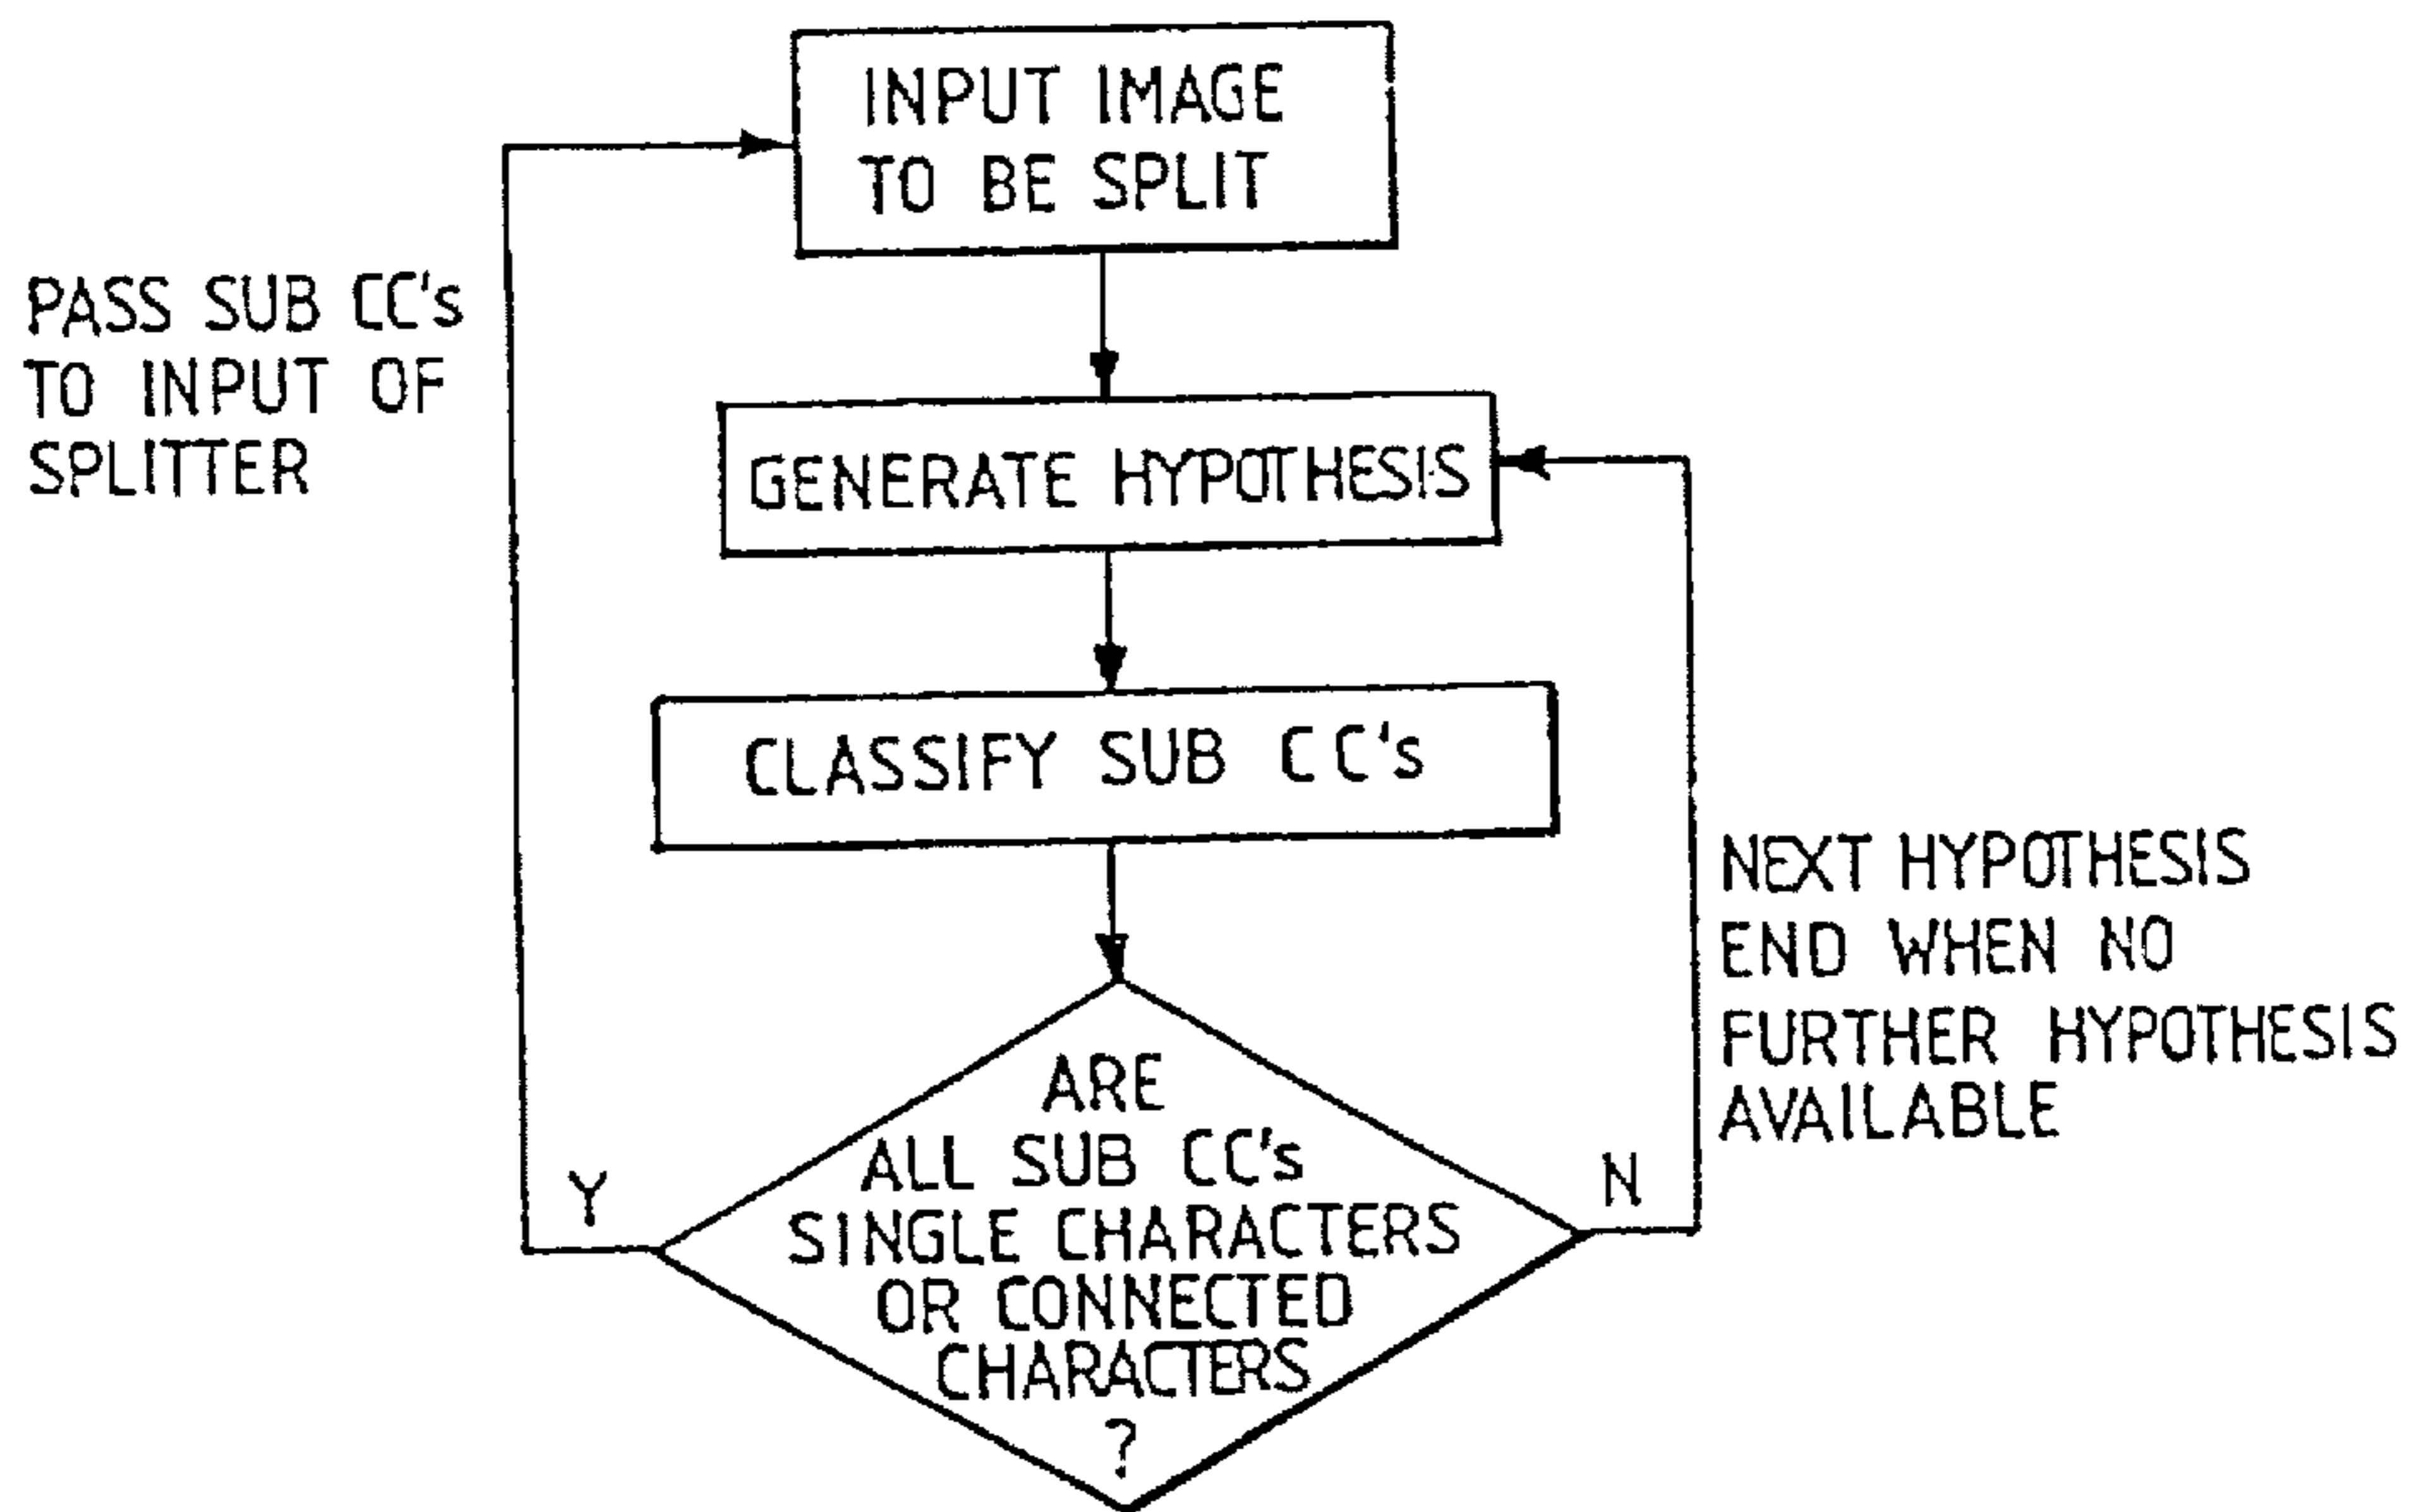 INPUT IMAGE
TO BE SPLIT
PASS SUB CC's
TO INPUT OF
SPLITTER
GENERATE HYPOTHESIS
CLASSIFY SUB CC's
NEXT HYPOTHESIS
END WHEN NO
FURTHER HYPOTHESIS
AVAILABLE
ARE
ALL SUB CC's
SINGLE CHARACTERS
OR CONNECTED
CHARACTERS
?
Y
N